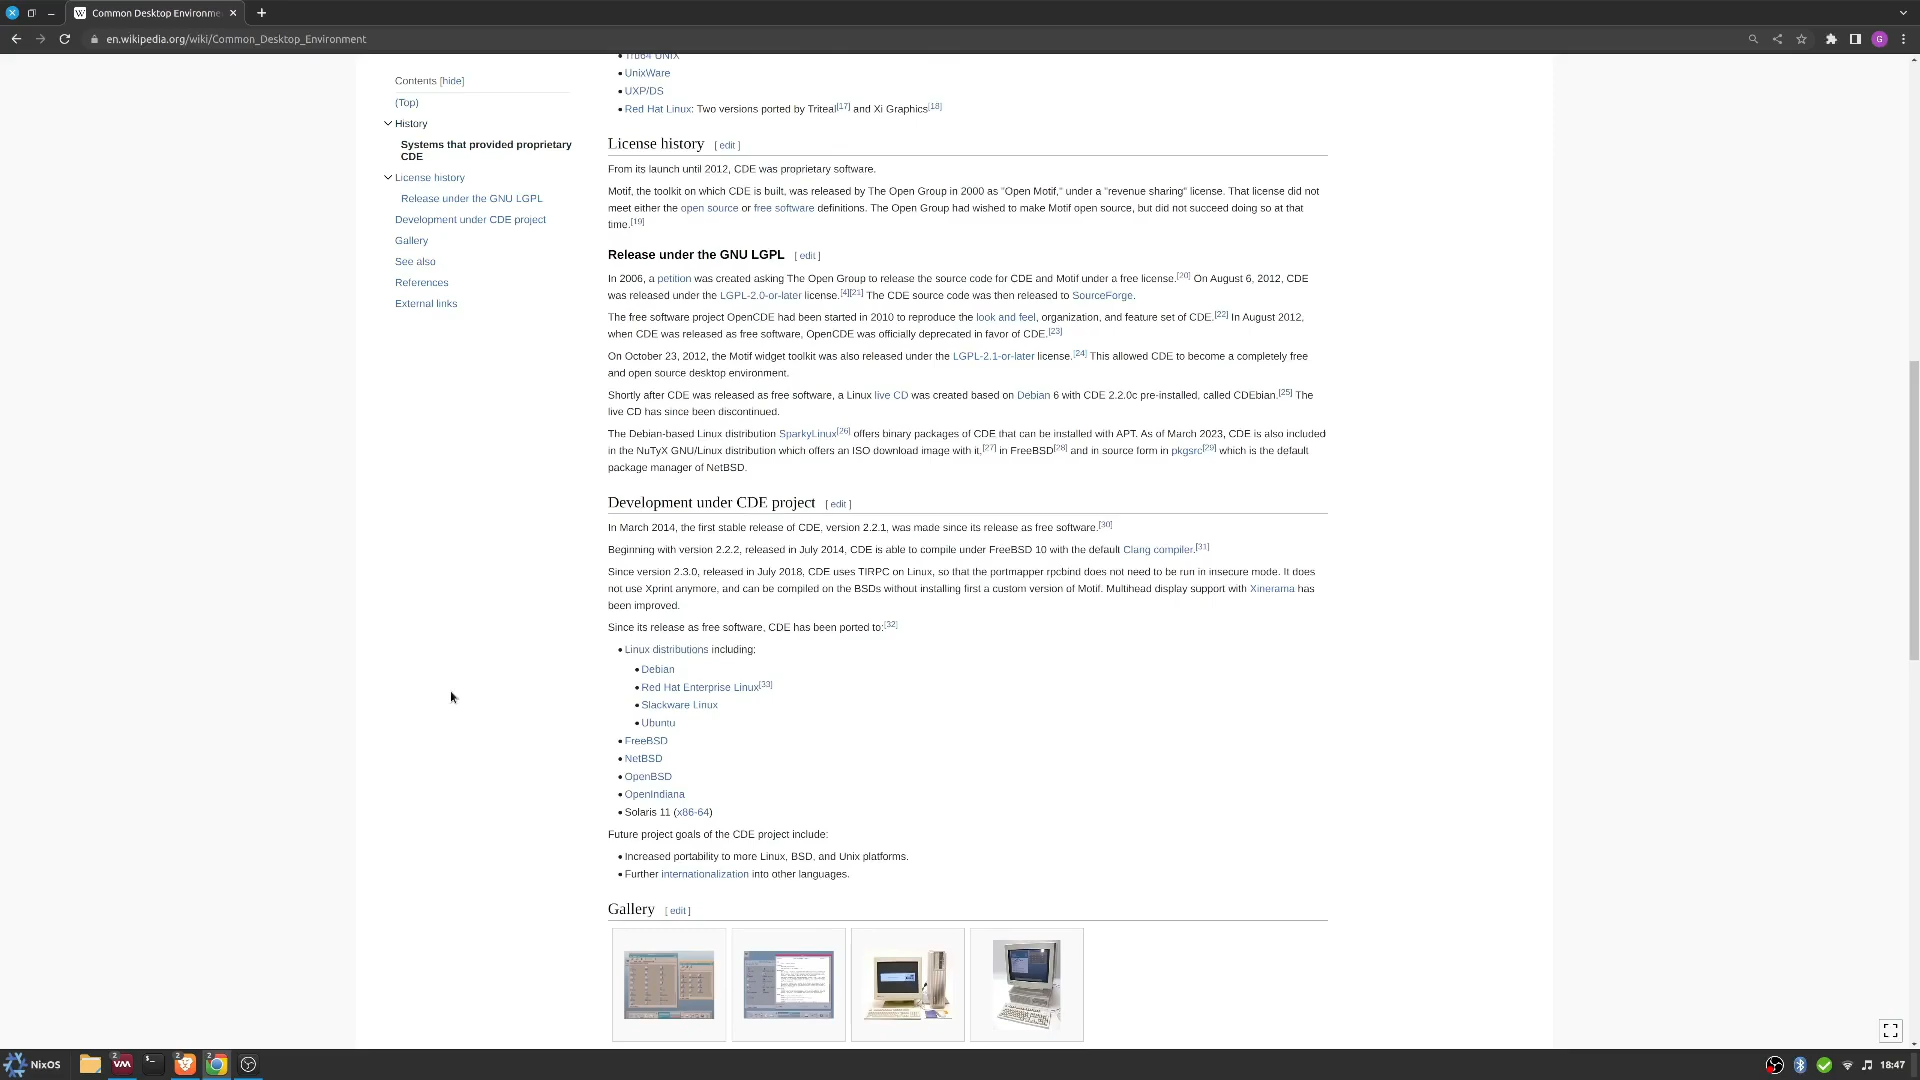 Common Desktop Environme
en.wikipedia.org/wiki/Common_Desktop_Environment
G
Contents [hide]
(Top)
History
Systems that provided proprietary
CDE
License history
Release under the GNU LGPL
Development under CDE project
Gallery
See also
References
External links
Tru64 UNIX
UnixWare
UXP/DS
Red Hat Linux: Two versions ported by Triteal[17] and Xi Graphics[18]
License history [ edit ]
From its launch until 2012, CDE was proprietary software.
Motif, the toolkit on which CDE is built, was released by The Open Group in 2000 as "Open Motif," under a "revenue sharing" license. That license did not
meet either the open source or free software definitions. The Open Group had wished to make Motif open source, but did not succeed doing so at that
time.[19]
Release under the GNU LGPL [ edit ]
In 2006, a petition was created asking The Open Group to release the source code for CDE and Motif under a free license.[20] On August 6, 2012, CDE
was released under the LGPL-2.0-or-later license.[4][21] The CDE source code was then released to SourceForge.
The free software project OpenCDE had been started in 2010 to reproduce the look and feel, organization, and feature set of CDE.[22] In August 2012,
when CDE was released as free software, OpenCDE was officially deprecated in favor of CDE.[23]
On October 23, 2012, the Motif widget toolkit was also released under the LGPL-2.1-or-later license.[24] This allowed CDE to become a completely free
and open source desktop environment.
Shortly after CDE was released as free software, a Linux live CD was created based on Debian 6 with CDE 2.2.0c pre-installed, called CDEbian.[25] The
live CD has since been discontinued.
The Debian-based Linux distribution SparkyLinux[26] offers binary packages of CDE that can be installed with APT. As of March 2023, CDE is also included
in the NuTyX GNU/Linux distribution which offers an ISO download image with it,[27] in FreeBSD[28] and in source form in pkgsrc[29] which is the default
package manager of NetBSD.
Development under CDE project [ edit ]
In March 2014, the first stable release of CDE, version 2.2.1, was made since its release as free software.[30]
Beginning with version 2.2.2, released in July 2014, CDE is able to compile under FreeBSD 10 with the default Clang compiler.[31]
Since version 2.3.0, released in July 2018, CDE uses TIRPC on Linux, so that the portmapper rpcbind does not need to be run in insecure mode. It does
not use Xprint anymore, and can be compiled on the BSDs without installing first a custom version of Motif. Multihead display support with Xinerama has
been improved.
Since its release as free software, CDE has been ported to:[32]
Linux distributions including:
Debian
Red Hat Enterprise Linux[33]
Slackware Linux
Ubuntu
FreeBSD
NetBSD
OpenBSD
OpenIndiana
Solaris 11 (x86-64)
Future project goals of the CDE project include:
Increased portability to more Linux, BSD, and Unix platforms.
Further internationalization into other languages.
Gallery [ edit ]
NixOS
2
2
2
18:47